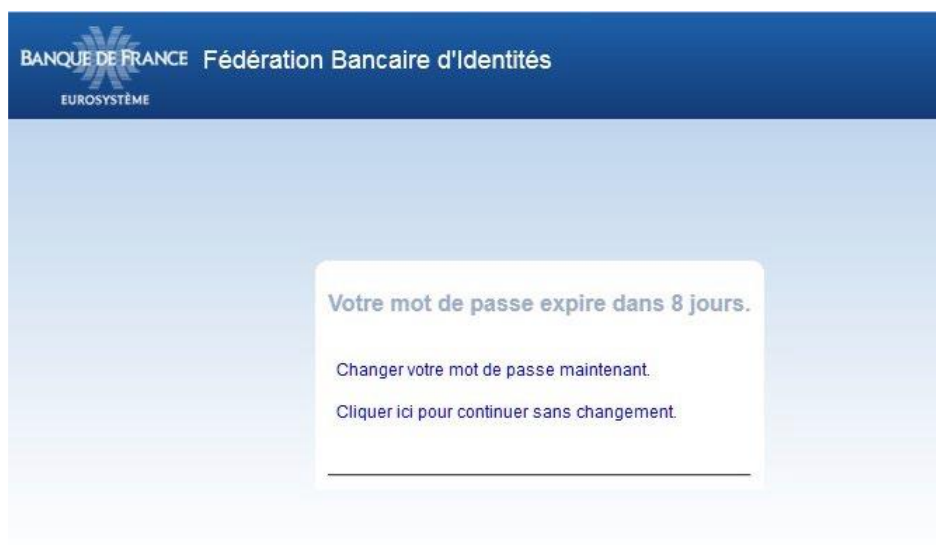 BANQUE DE FRANCE Fédération Bancaire d'Identités
EUROSYSTÈME
Votre mot de passe expire dans 8 jours.
Changer votre mot de passe maintenant.
Cliquer ici pour continuer sans changement.